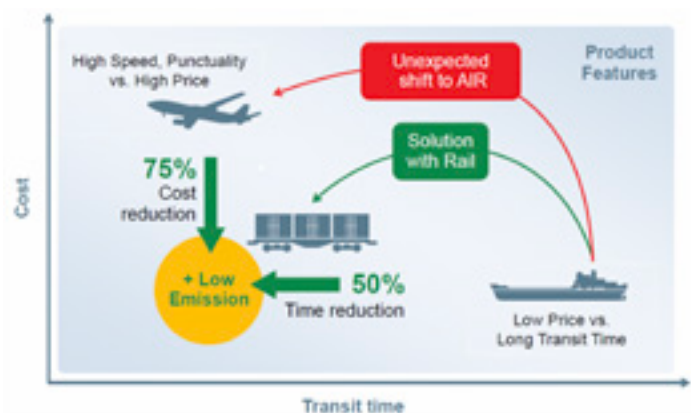 High Speed, Punctuality
vs. High Price
Unexpected
shift to AIR
Product
Features
Solution
with Rail
75%
Cost
reduction
Cost
+ Low
Emission
50%
Time reduction
Low Price vs.
Long Transit Time
Transit time